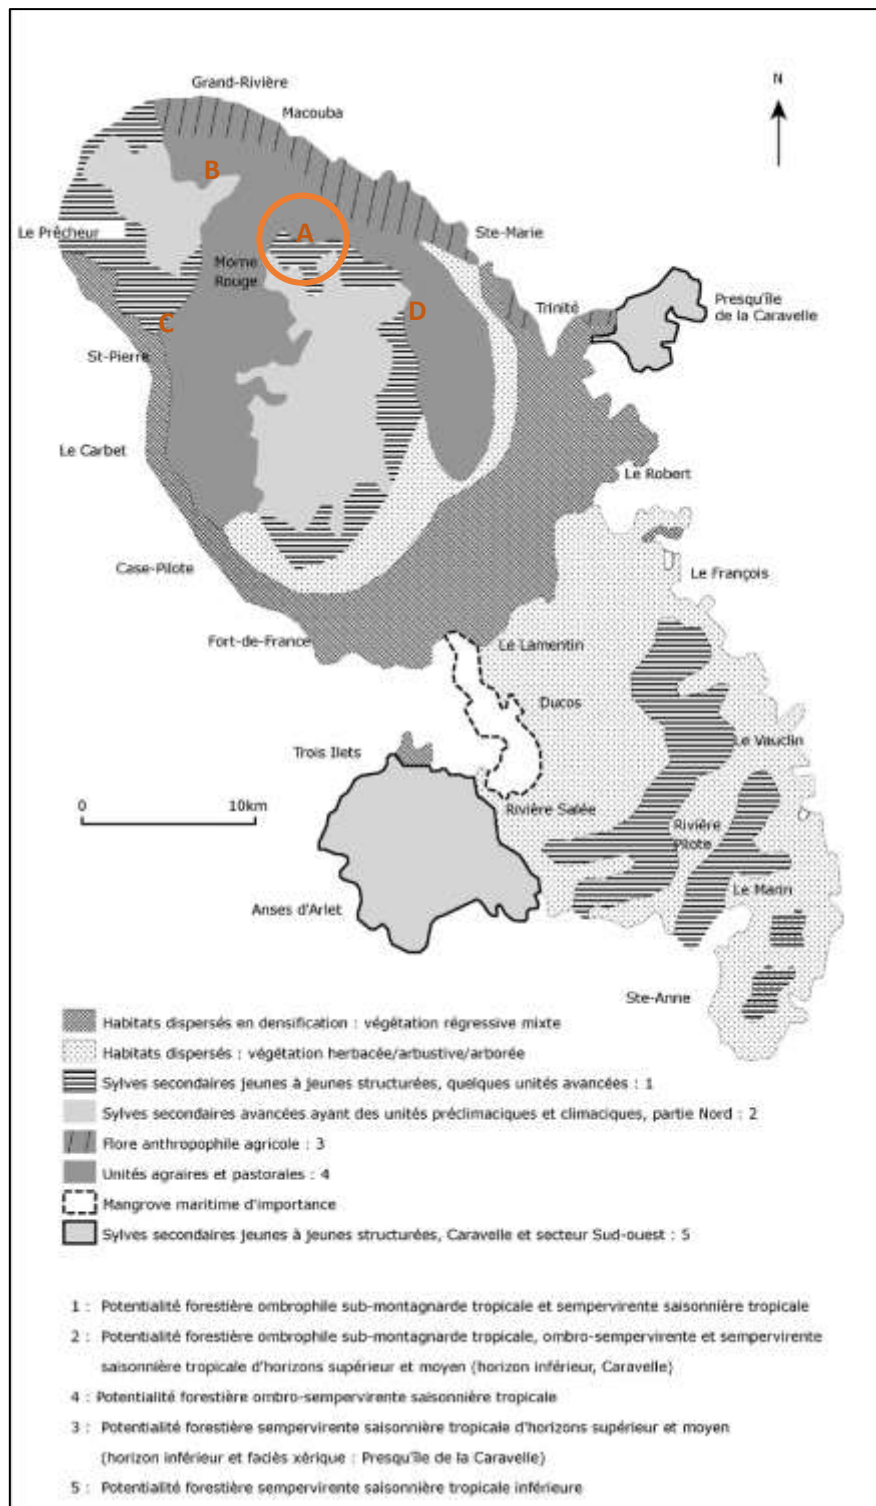 Grand-Rivière
N
Macouba
B
A
Ste-Marie
Le Prêcheur
Morne
Rouge
Presqu'île
de la Caravelle
Trinité
D
C
St-Pierre
Le Carbet
Le Robert
Case-Pilote
Le François
Fort-de-France
Le Lamentin
Ducos
Le Vauclin
Trois Ilets
0 10km
Rivière Salée
Rivière
Pilote
Le Marin
Anses d'Arlet
Ste-Anne
Habitats dispersés en densification : végétation régressive mixte
Habitats dispersés : végétation herbacée/arbustive/arborée
Sylves secondaires jeunes à jeunes structurées, quelques unités avancées : 1
Sylves secondaires avancées ayant des unités préclimaciques et climaciques, partie Nord : 2
Flore anthropophile agricole : 3
Unités agraires et pastorales : 4
Mangrove maritime d'importance
Sylves secondaires jeunes à jeunes structurées, Caravelle et secteur Sud-ouest : 5
1 : Potentialité forestière ombrophile sub-montagnarde tropicale et sempervirente saisonnière tropicale
2 : Potentialité forestière ombrophile sub-montagnarde tropicale, ombro-sempervirente et sempervirente
saisonnière tropicale d'horizons supérieur et moyen (horizon inférieur, Caravelle)
4 : Potentialité forestière ombro-sempervirente saisonnière tropicale
3 : Potentialité forestière sempervirente saisonnière tropicale d'horizons supérieur et moyen
(horizon inférieur et faciès xérique : Presqu'île de la Caravelle)
5 : Potentialité forestière sempervirente saisonnière tropicale inférieure